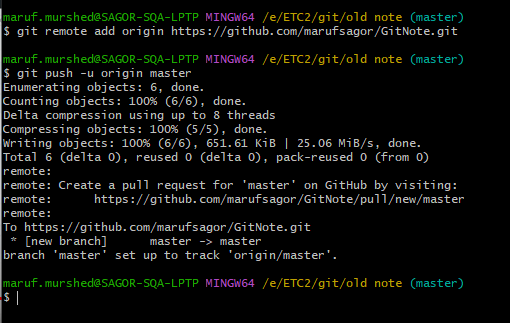 maruf.murshed@SAGOR-SQA-LPTP MINGW64 /e/ETC2/git/old note (master)
$ git remote add origin https://github.com/marufsagor/GitNote.git
maruf.murshed@SAGOR-SQA-LPTP MINGW64 /e/ETC2/git/old note (master)
$ git push -u origin master
Enumerating objects: 6, done.
Counting objects: 100% (6/6), done.
Delta compression using up to 8 threads
Compressing objects: 100% (5/5), done.
Writing objects: 100% (6/6), 651.61 KiB | 25.06 MiB/s, done.
Total 6 (delta 0), reused 0 (delta 0), pack-reused 0 (from 0)
remote:
remote: Create a pull request for 'master' on GitHub by visiting:
remote:      https://github.com/marufsagor/GitNote/pull/new/master
remote:
To https://github.com/marufsagor/GitNote.git
 * [new branch]      master -> master
branch 'master' set up to track 'origin/master'.
maruf.murshed@SAGOR-SQA-LPTP MINGW64 /e/ETC2/git/old note (master)
$